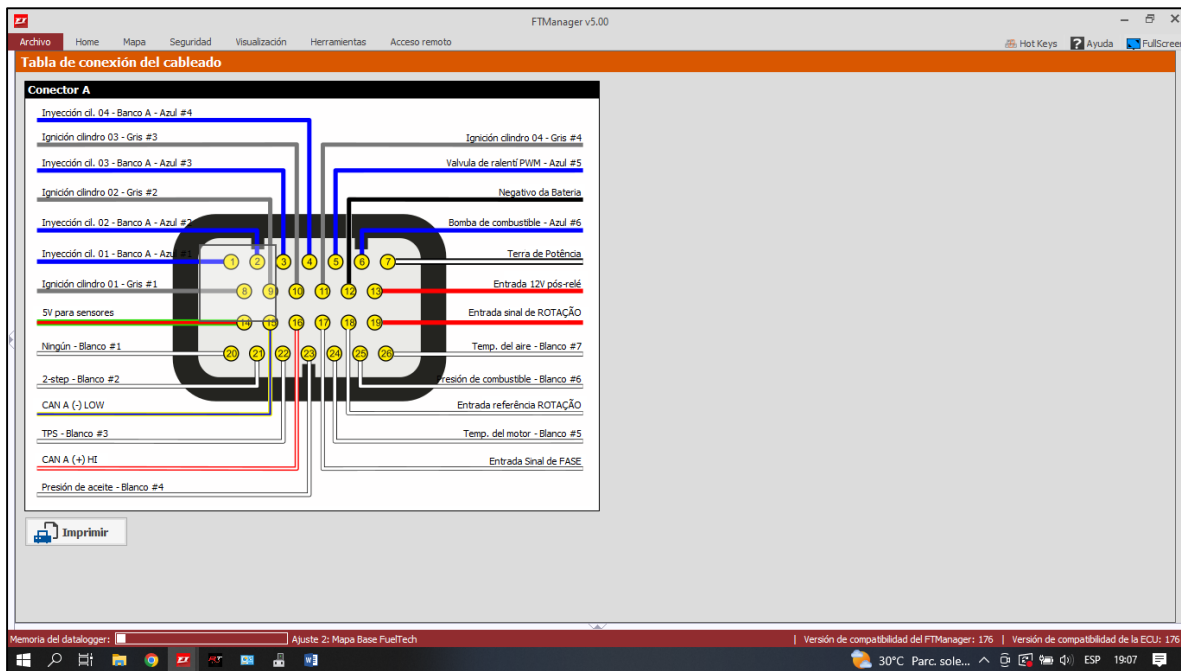 FTManager v5.00
Archivo Home Mapa Seguridad Visualización Herramientas Acceso remoto Hot Keys Ayuda FullScreen
Tabla de conexión del cableado
Conector A
Inyección cil. 04 - Banco A - Azul #4
Ignición cilindro 03 - Gris #3 Ignición cilindro 04 - Gris #4
Inyección cil. 03 - Banco A - Azul #3 Valvula de ralentí PWM - Azul #5
Ignición cilindro 02 - Gris #2 Negativo da Bateria
Inyección cil. 02 - Banco A - Azul #2 Bomba de combustible - Azul #6
Inyección cil. 01 - Banco A - Azul #1 Terra de Potência
1 2 3 4 5 6 7
Ignición cilindro 01 - Gris #1 Entrada 12V pós-relé
8 9 10 11 12 13
5V para sensores Entrada sinal de ROTAÇÃO
14 15 16 17 18 19
Ningún - Blanco #1 Temp. del aire - Blanco #7
20 21 22 23 24 25 26
2-step - Blanco #2 Presión de combustible - Blanco #6
CAN A (-) LOW Entrada referência ROTAÇÃO
TPS - Blanco #3 Temp. del motor - Blanco #5
CAN A (+) HI Entrada Sinal de FASE
Presión de aceite - Blanco #4
Imprimir
Memoria del datalogger: Ajuste 2: Mapa Base FuelTech | Versión de compatibilidad del FTManager: 176 | Versión de compatibilidad de la ECU: 176
30°C Parc. sole... ESP 19:07